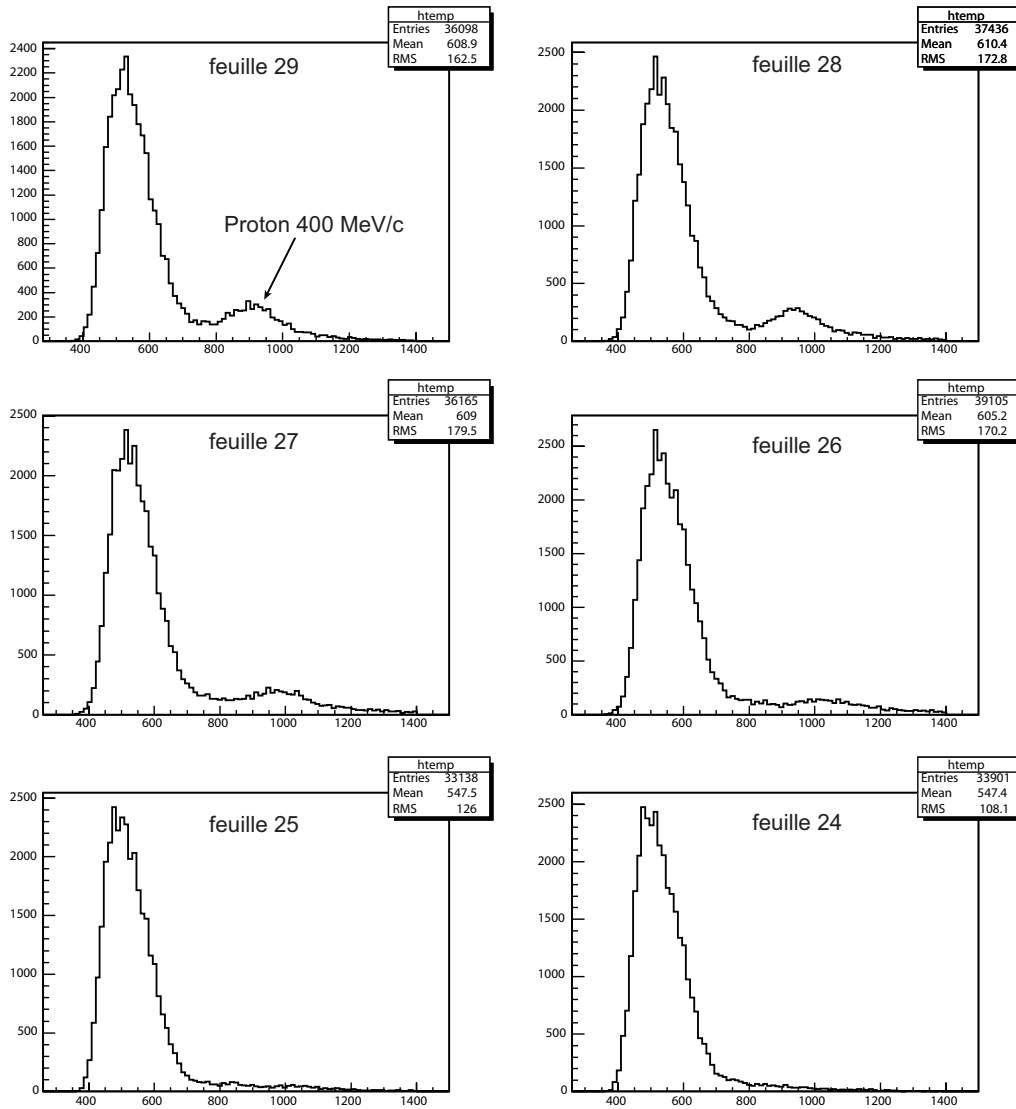 htemp
Entries 36098
Mean 608.9
RMS 162.5
feuille 29
Proton 400 MeV/c
2400
2200
2000
1800
1600
1400
1200
1000
800
600
400
200
0
400 600 800 1000 1200 1400
htemp
Entries 37436
Mean 610.4
RMS 172.8
feuille 28
2500
2000
1500
1000
500
0
400 600 800 1000 1200 1400
htemp
Entries 36165
Mean 609
RMS 179.5
feuille 27
2500
2000
1500
1000
500
0
400 600 800 1000 1200 1400
htemp
Entries 39105
Mean 605.2
RMS 170.2
feuille 26
2500
2000
1500
1000
500
0
400 600 800 1000 1200 1400
htemp
Entries 33138
Mean 547.5
RMS 126
feuille 25
2500
2000
1500
1000
500
0
400 600 800 1000 1200 1400
htemp
Entries 33901
Mean 547.4
RMS 108.1
feuille 24
2500
2000
1500
1000
500
0
400 600 800 1000 1200 1400